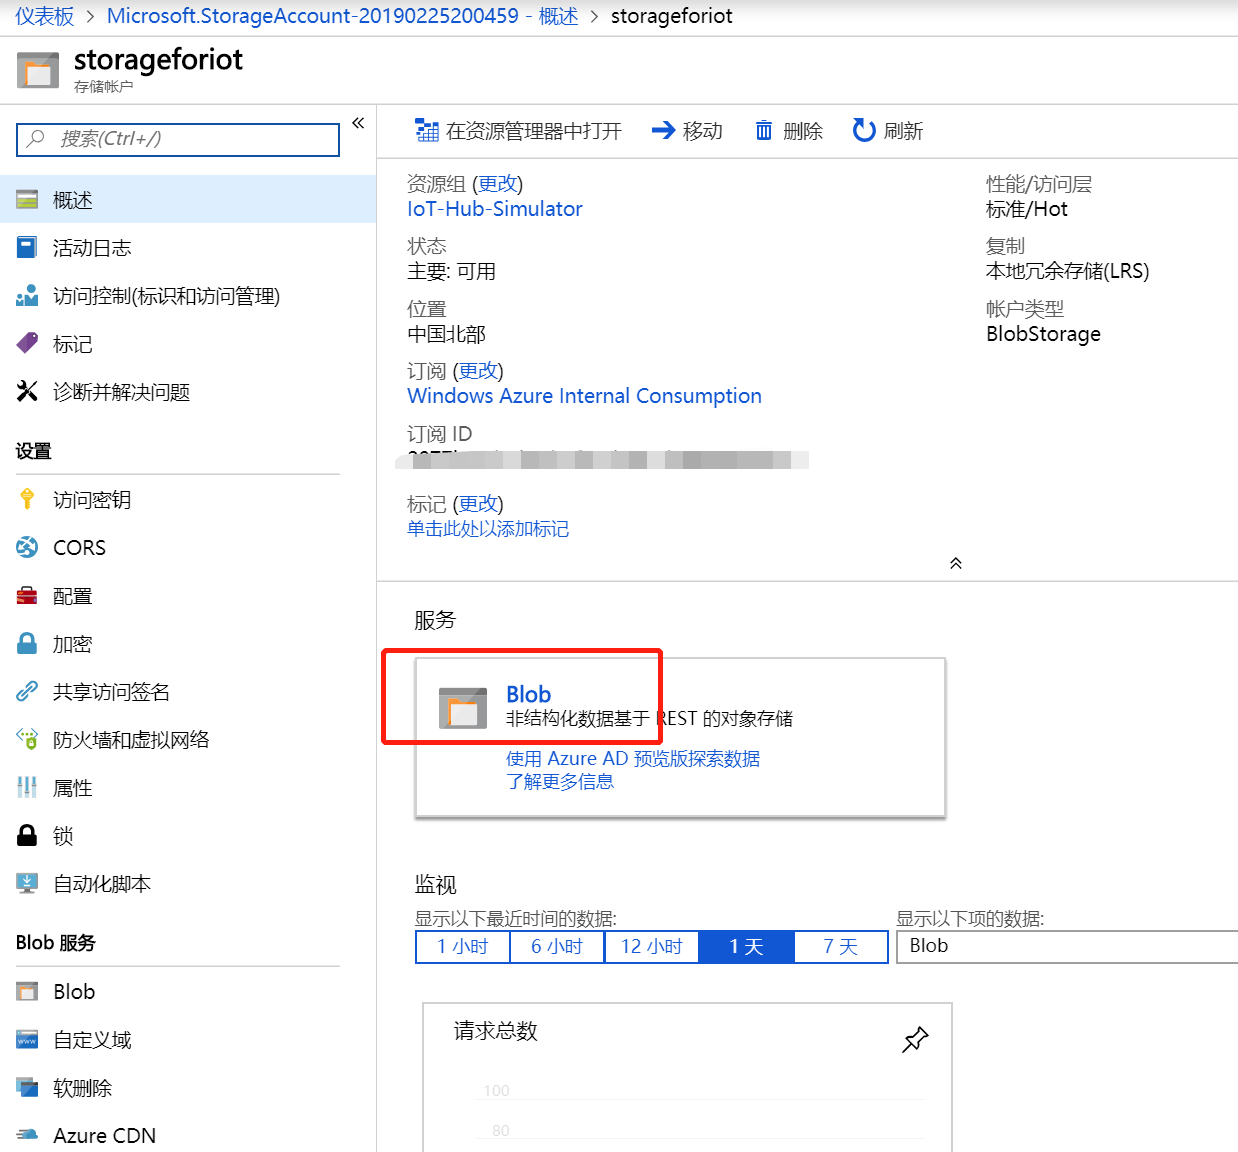 仪表板 > Microsoft.StorageAccount-20190225200459 - 概述 > storageforiot
storageforiot
存储帐户
搜索(Ctrl+/)
«
概述
活动日志
访问控制(标识和访问管理)
标记
诊断并解决问题
设置
访问密钥
CORS
配置
加密
共享访问签名
防火墙和虚拟网络
属性
锁
自动化脚本
Blob 服务
Blob
自定义域
软删除
Azure CDN
在资源管理器中打开 移动 删除 刷新
资源组 (更改)
IoT-Hub-Simulator
状态
主要: 可用
位置
中国北部
订阅 (更改)
Windows Azure Internal Consumption
订阅 ID
标记 (更改)
单击此处以添加标记
性能/访问层
标准/Hot
复制
本地冗余存储(LRS)
帐户类型
BlobStorage
服务
Blob
非结构化数据基于 REST 的对象存储
使用 Azure AD 预览版探索数据
了解更多信息
监视
显示以下最近时间的数据:
1 小时 6 小时 12 小时 1 天 7 天
显示以下项的数据:
Blob
请求总数
100
80